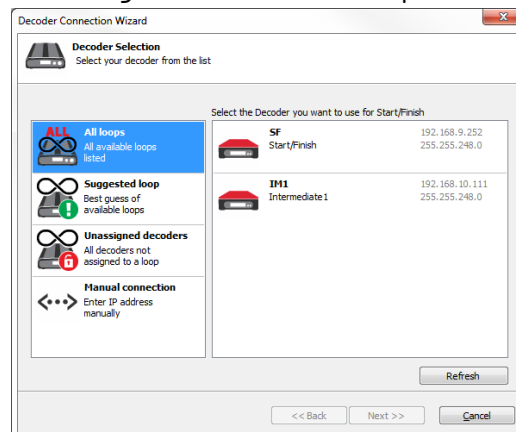 Decoder Connection Wizard
Decoder Selection
Select your decoder from the list
Select the Decoder you want to use for Start/Finish
ALL
All loops
All available loops
listed
Suggested loop
Best guess of
available loops
Unassigned decoders
All decoders not
assigned to a loop
Manual connection
Enter IP address
manually
SF 192.168.9.252
Start/Finish 255.255.248.0
IM1 192.168.10.111
Intermediate1 255.255.248.0
Refresh
<< Back Next >> Cancel